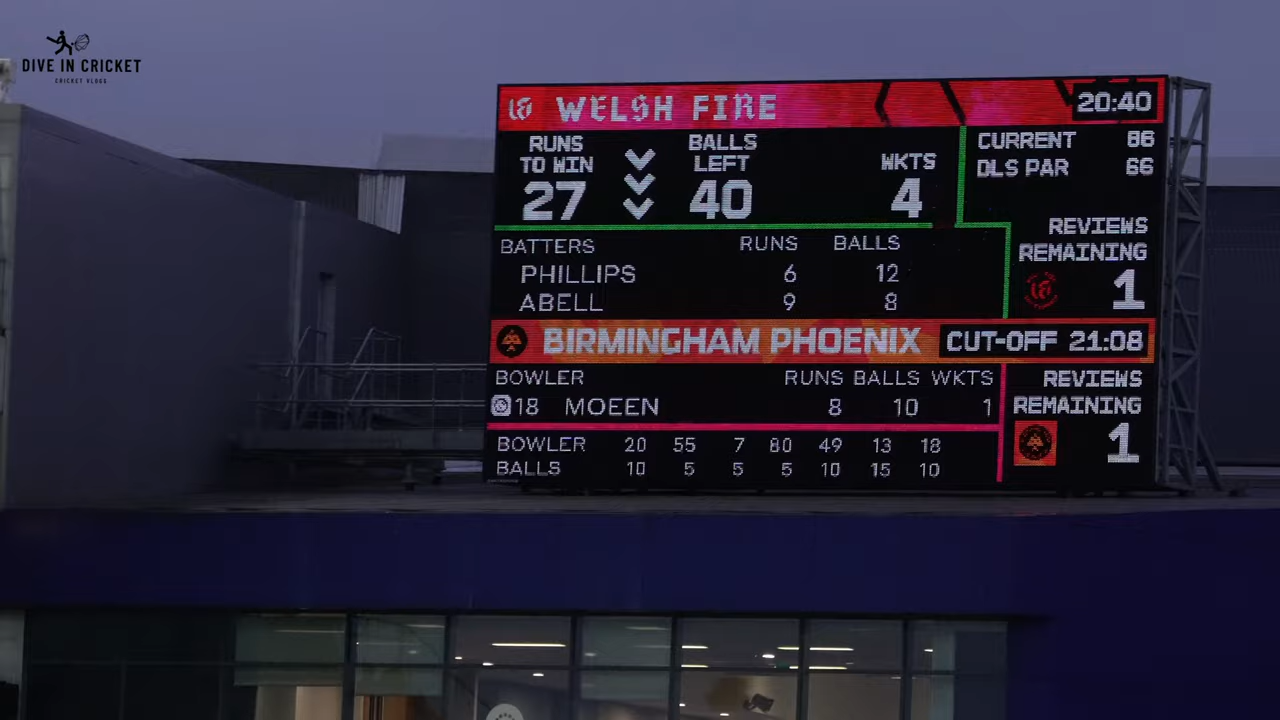 DIVE IN CRICKET
CRICKET VLOGS
WELSH FIRE 20:40
RUNS TO WIN 27
BALLS LEFT 40
WKTS 4
CURRENT 86
DLS PAR 66
BATTERS RUNS BALLS
PHILLIPS 6 12
ABELL 9 8
REVIEWS REMAINING 1
BIRMINGHAM PHOENIX CUT-OFF 21:08
BOWLER RUNS BALLS WKTS
18 MOEEN 8 10 1
BOWLER 20 55 7 80 49 13 18
BALLS 10 5 5 5 10 15 10
REVIEWS REMAINING 1